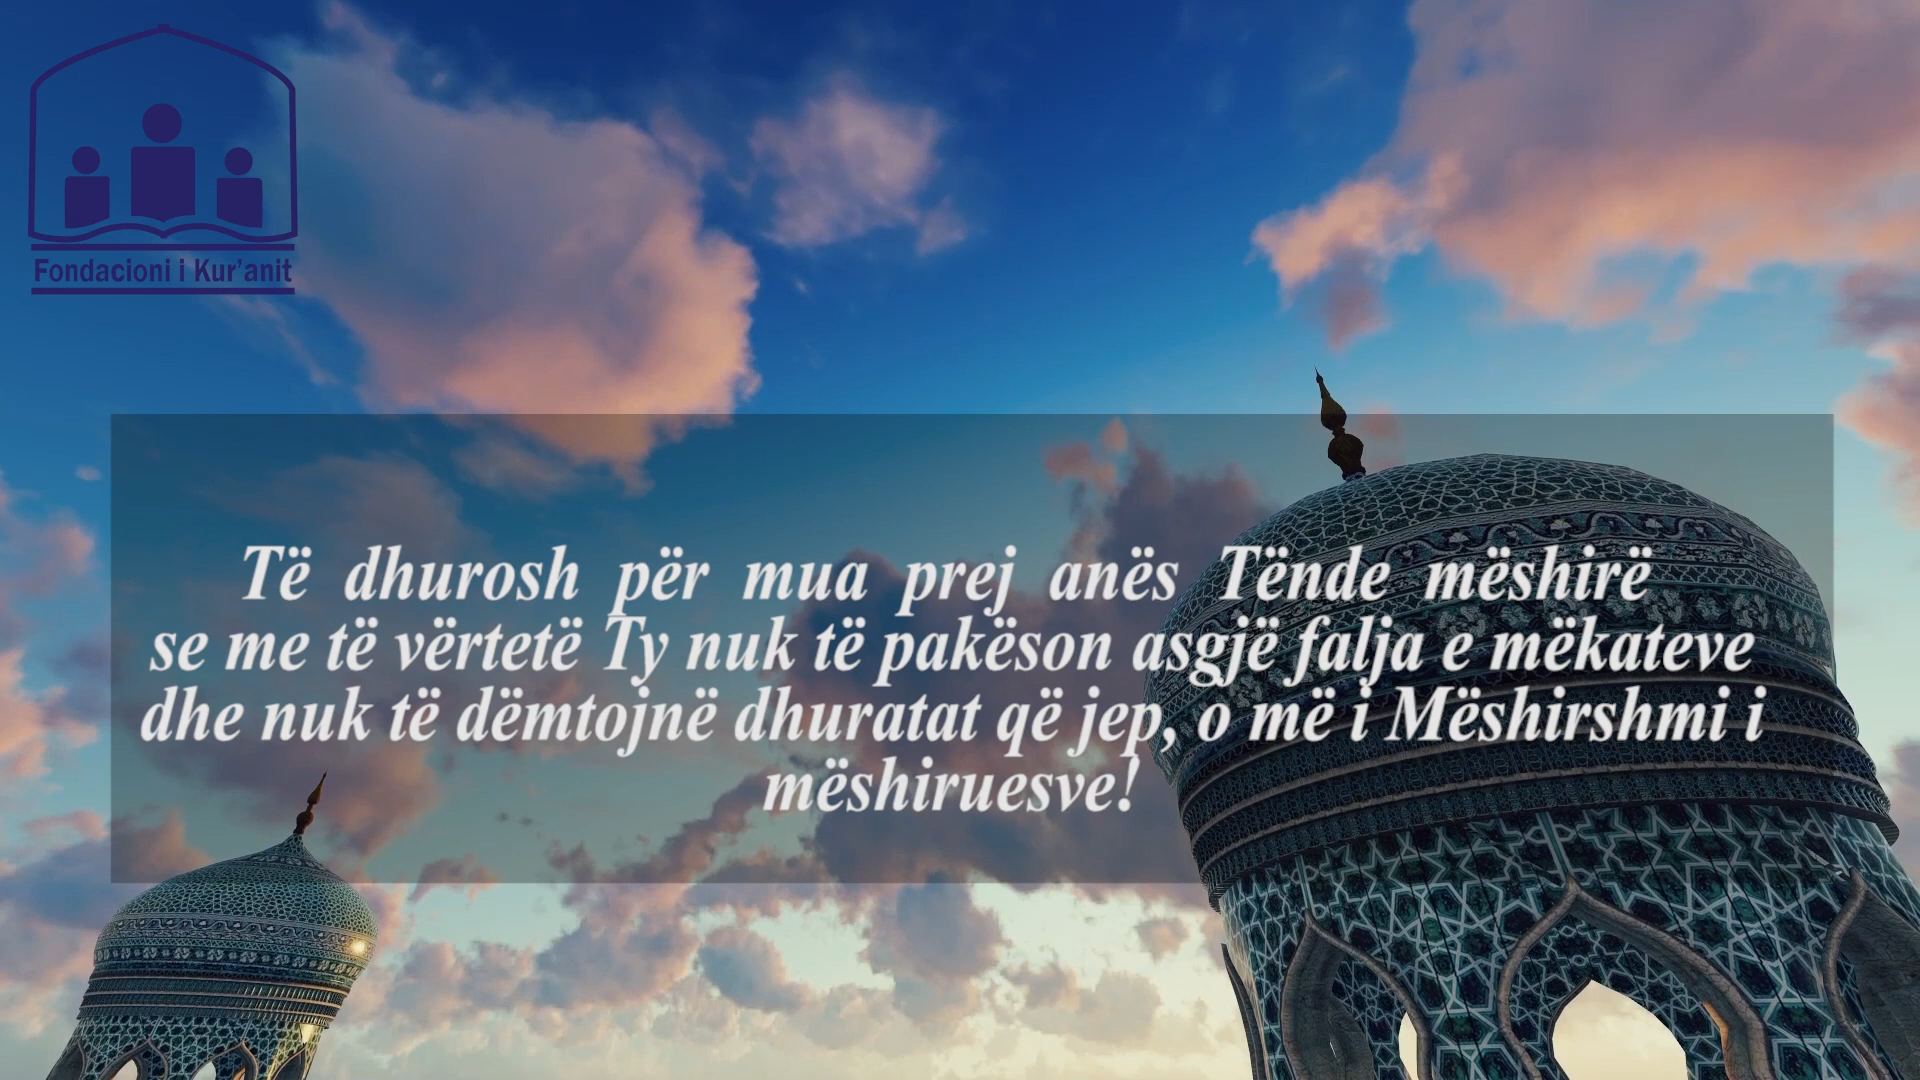 Fondacioni i Kur'anit
Të dhurosh për mua prej anës Tënde mëshirë
se me të vërtetë Ty nuk të pakëson asgjë falja e mëkateve
dhe nuk të dëmtojnë dhuratat që jep, o më i Mëshirshmi i
mëshiruesve!